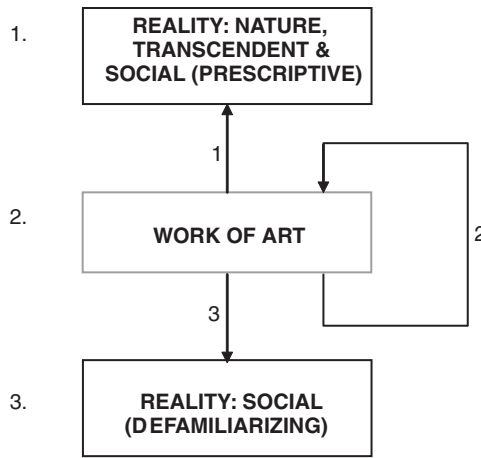 1.
REALITY: NATURE,
TRANSCENDENT &
SOCIAL (PRESCRIPTIVE)
1
2.
WORK OF ART
2
3
3.
REALITY: SOCIAL
(DEFAMILIARIZING)